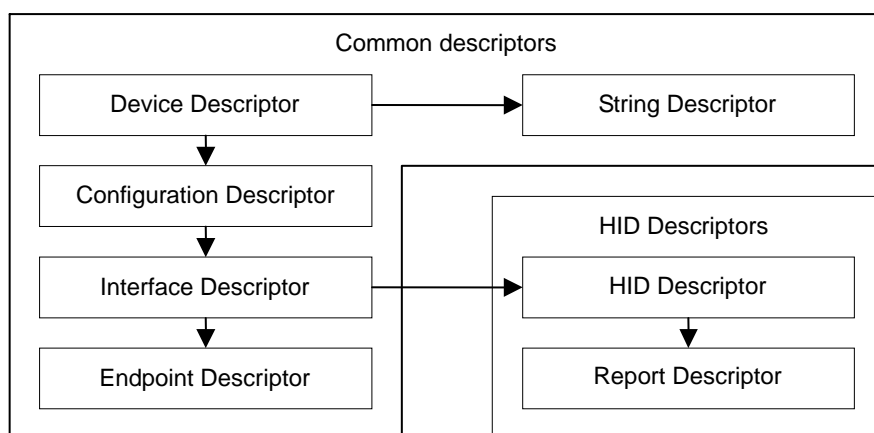 Common descriptors
Device Descriptor
String Descriptor
Configuration Descriptor
HID Descriptors
Interface Descriptor
HID Descriptor
Endpoint Descriptor
Report Descriptor